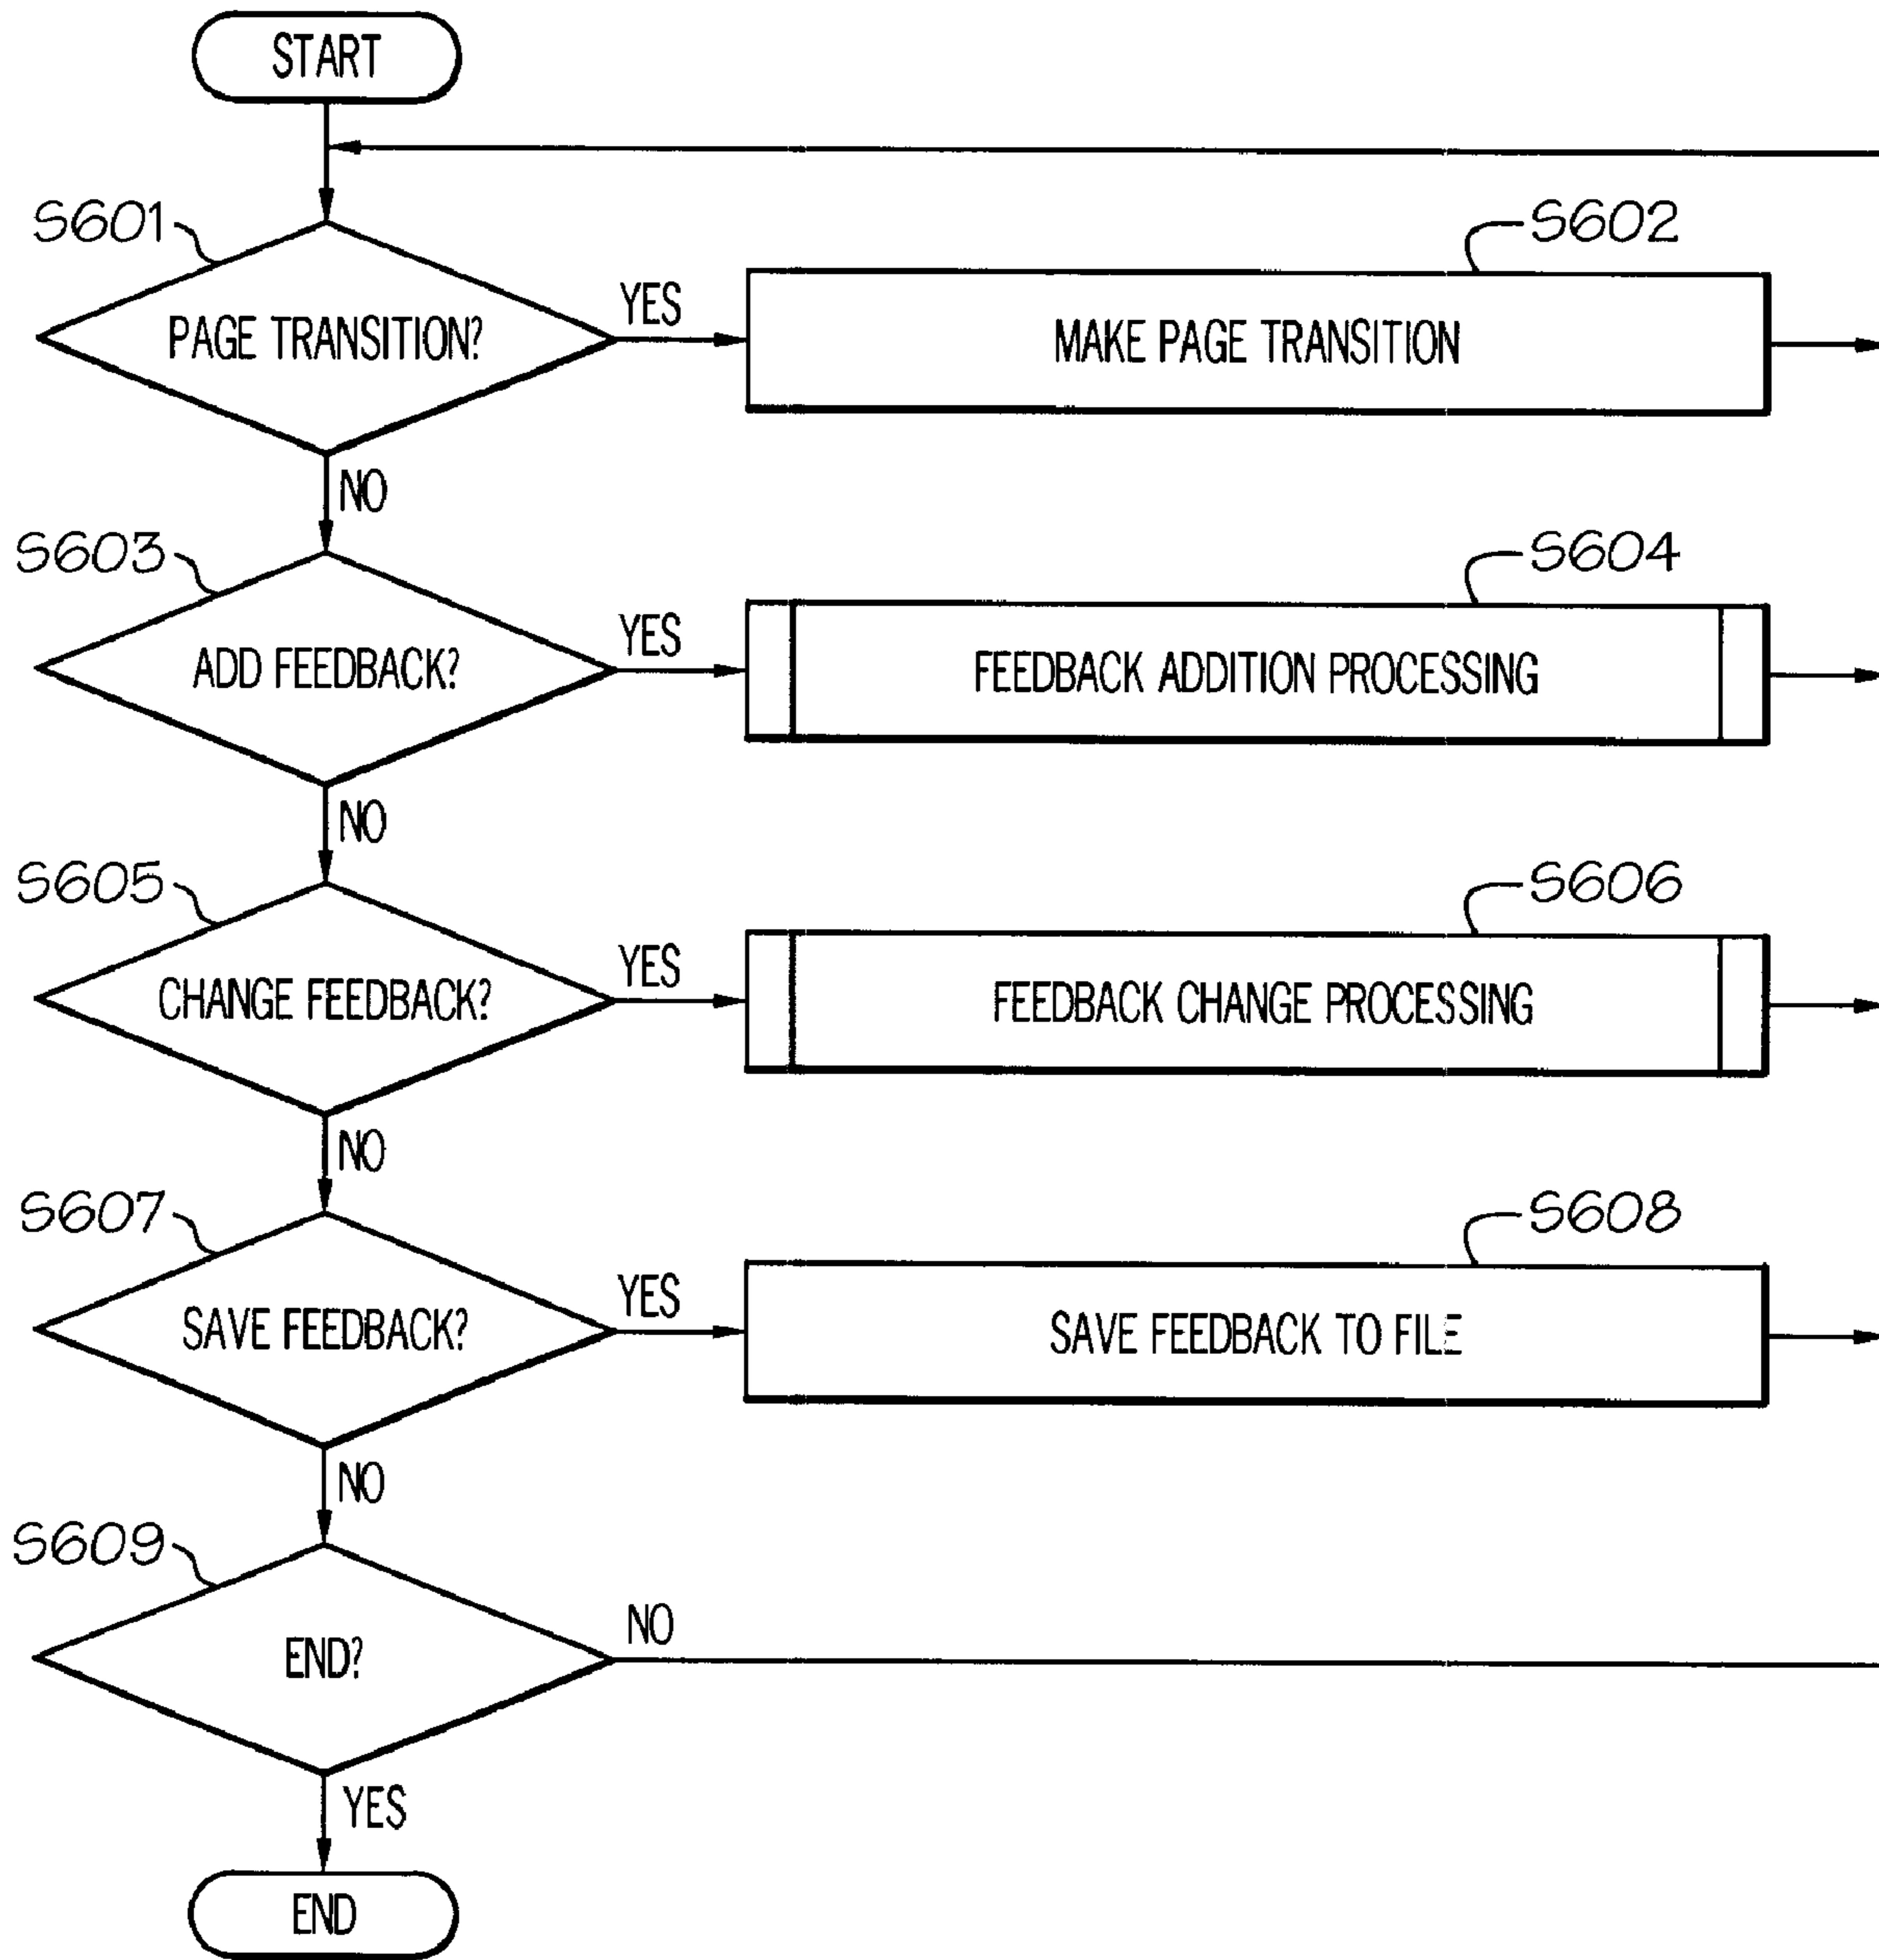 START
S601
S602
PAGE TRANSITION?
YES
MAKE PAGE TRANSITION
NO
S603
S604
ADD FEEDBACK?
YES
FEEDBACK ADDITION PROCESSING
NO
S605
S606
CHANGE FEEDBACK?
YES
FEEDBACK CHANGE PROCESSING
NO
S607
S608
SAVE FEEDBACK?
YES
SAVE FEEDBACK TO FILE
NO
S609
END?
NO
YES
END